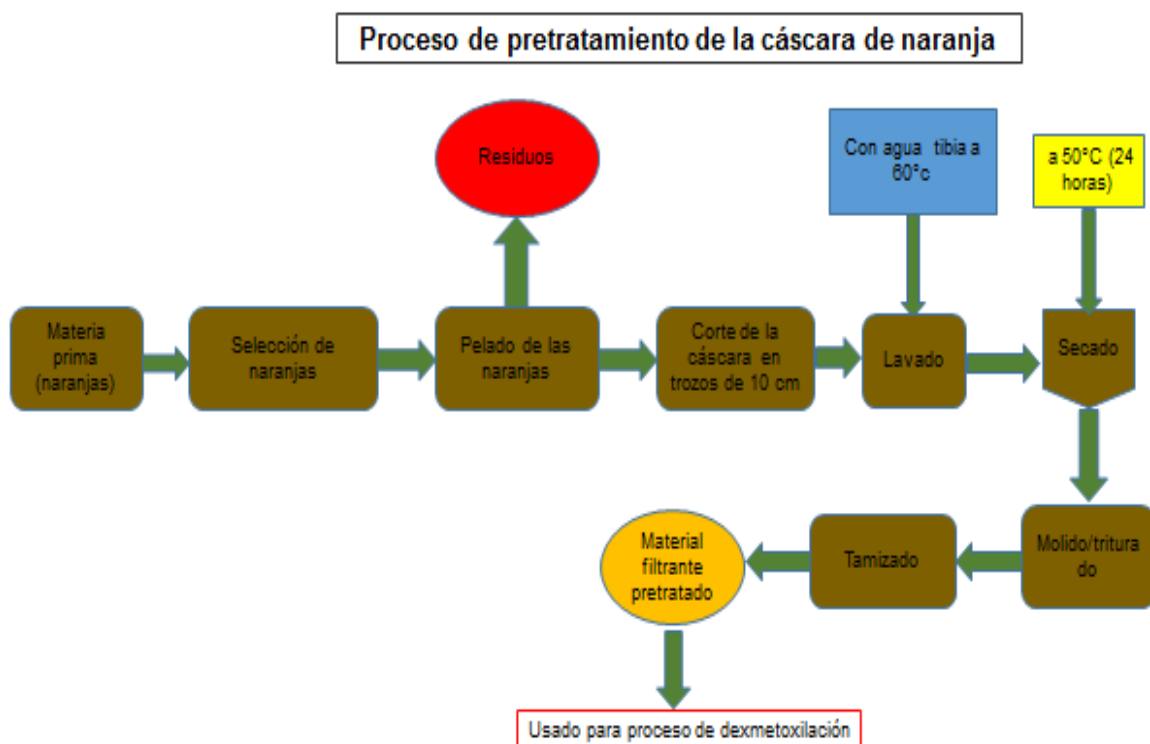 Proceso de pretratamiento de la cáscara de naranja
Residuos
Con agua tibia a
60°c
a 50°C (24
horas)
Materia
prima
(naranjas)
Selección de
naranjas
Pelado de las
naranjas
Corte de la
cáscara en
trozos de 10 cm
Lavado
Secado
Molido/tritura
do
Tamizado
Material
filtrante
pretratado
Usado para proceso de dexmetoxilación